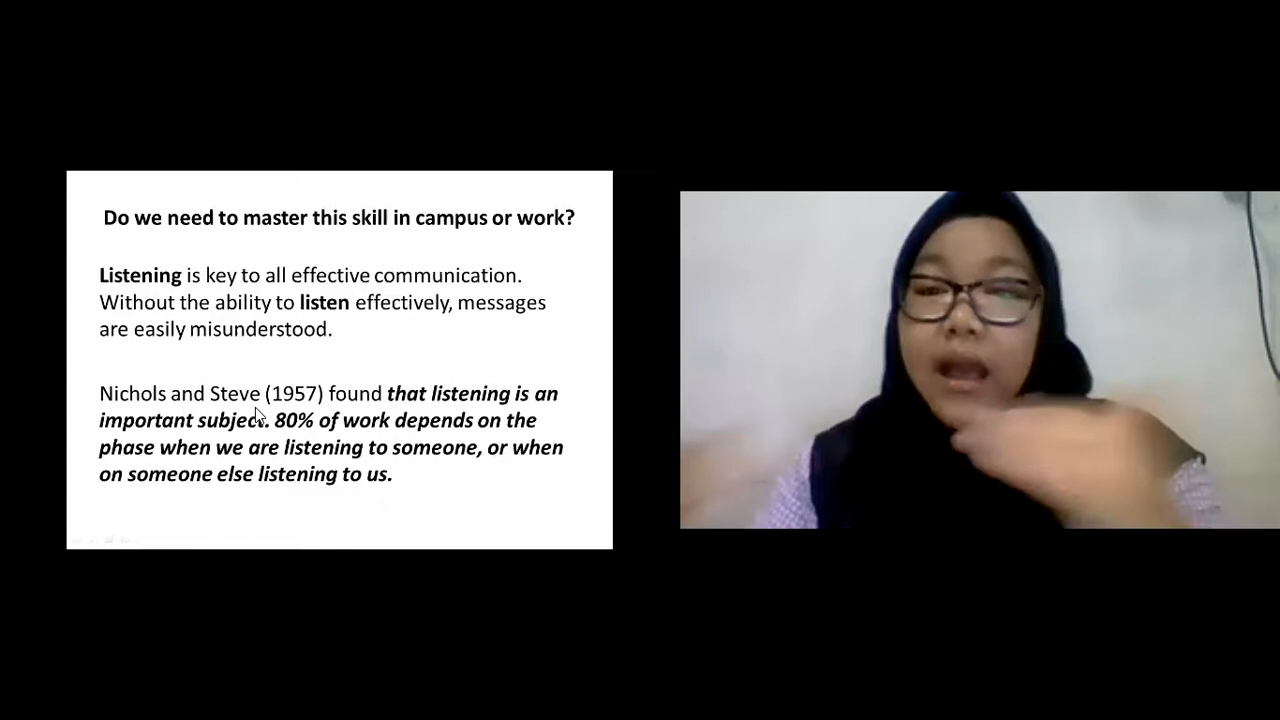 Do we need to master this skill in campus or work?
Listening is key to all effective communication.
Without the ability to listen effectively, messages
are easily misunderstood.
Nichols and Steve (1957) found that listening is an
important subject. 80% of work depends on the
phase when we are listening to someone, or when
on someone else listening to us.